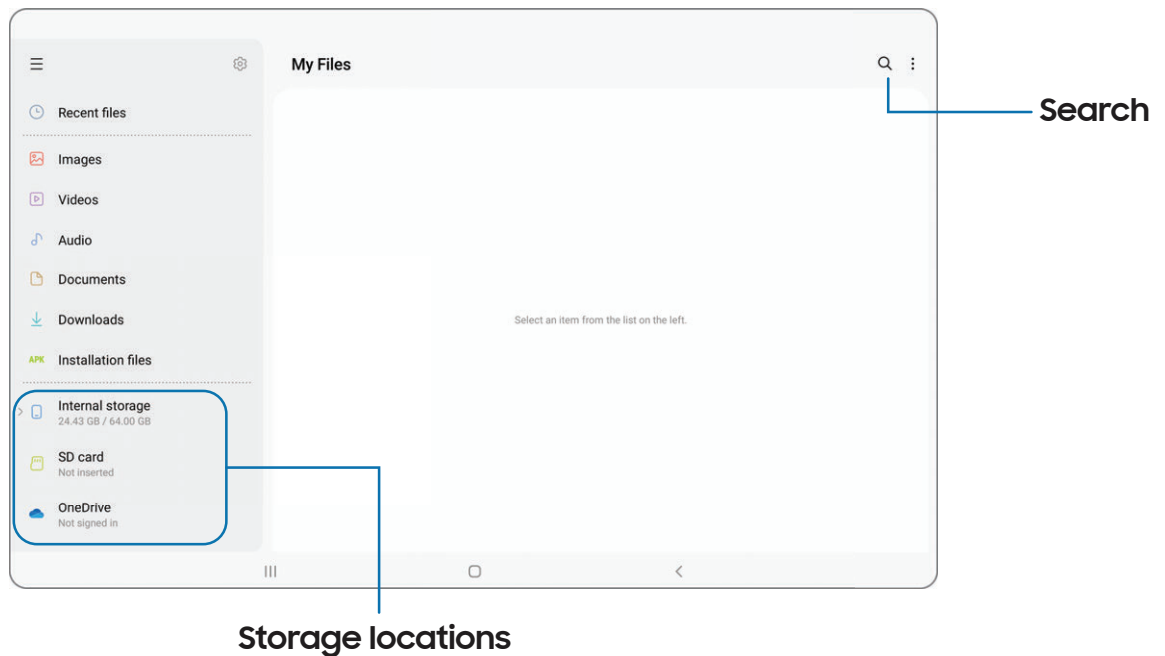 My Files
Search
Recent files
Images
Videos
Audio
Documents
Downloads
APK Installation files
Internal storage
24.43 GB / 64.00 GB
SD card
Not inserted
OneDrive
Not signed in
Select an item from the list on the left.
Storage locations